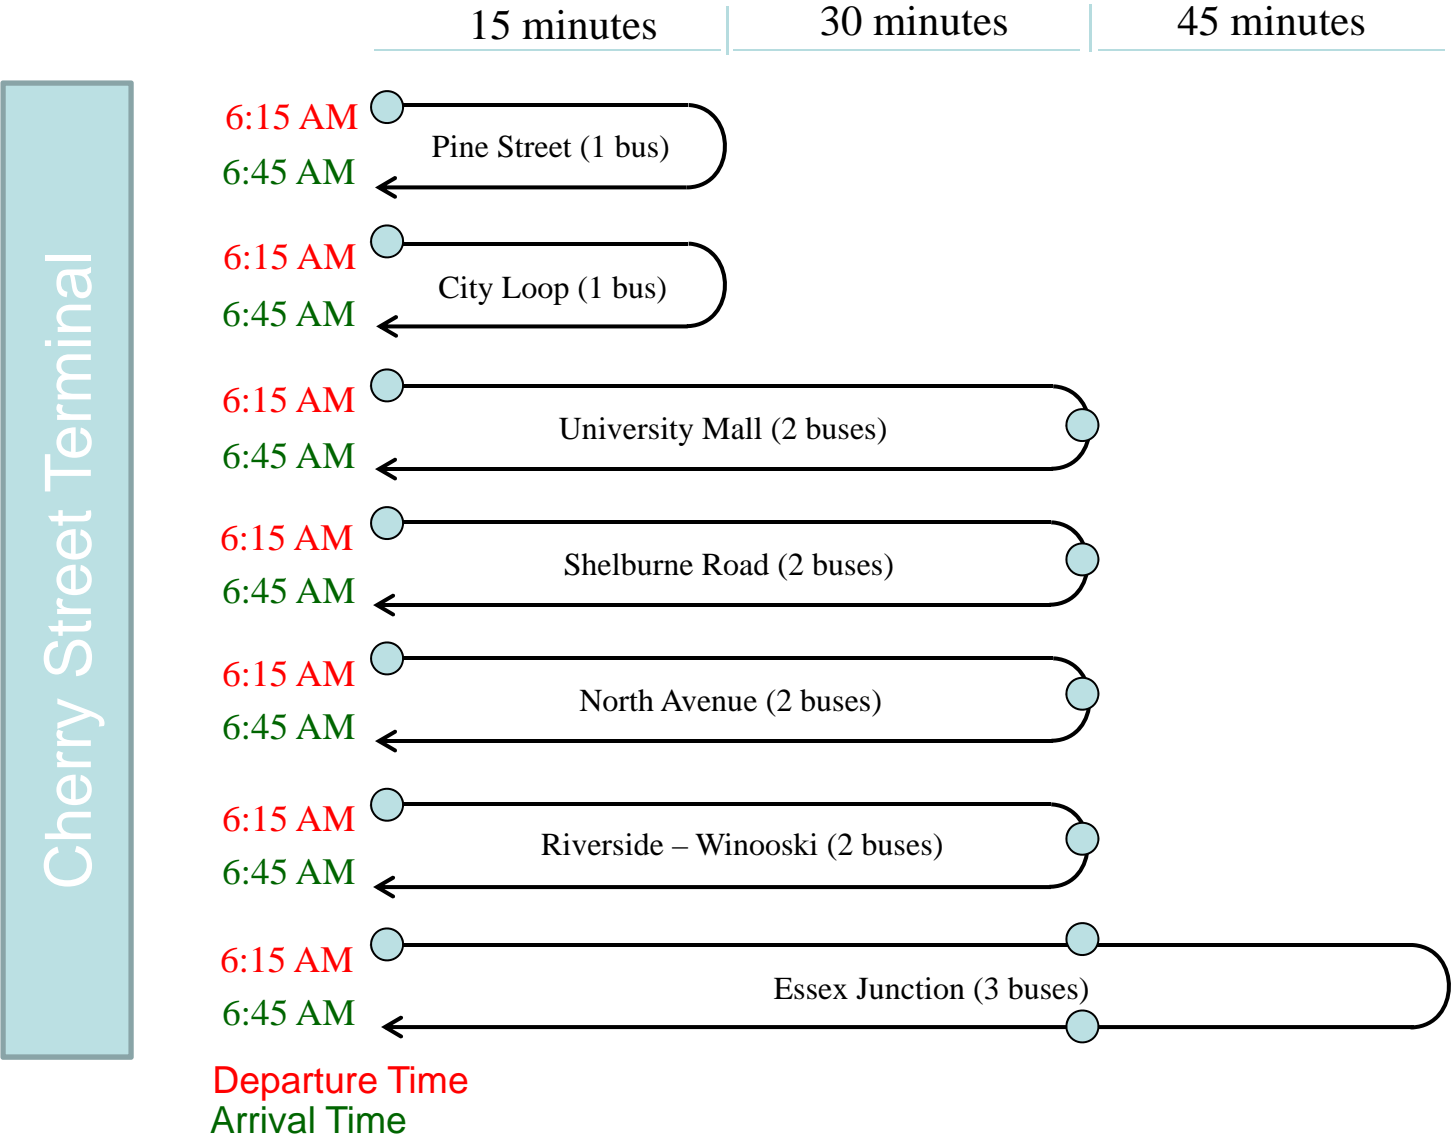 15 minutes
30 minutes
45 minutes
Cherry Street Terminal
6:15 AM
Pine Street (1 bus)
6:45 AM
6:15 AM
City Loop (1 bus)
6:45 AM
6:15 AM
University Mall (2 buses)
6:45 AM
6:15 AM
Shelburne Road (2 buses)
6:45 AM
6:15 AM
North Avenue (2 buses)
6:45 AM
6:15 AM
Riverside – Winooski (2 buses)
6:45 AM
6:15 AM
Essex Junction (3 buses)
6:45 AM
Departure Time
Arrival Time